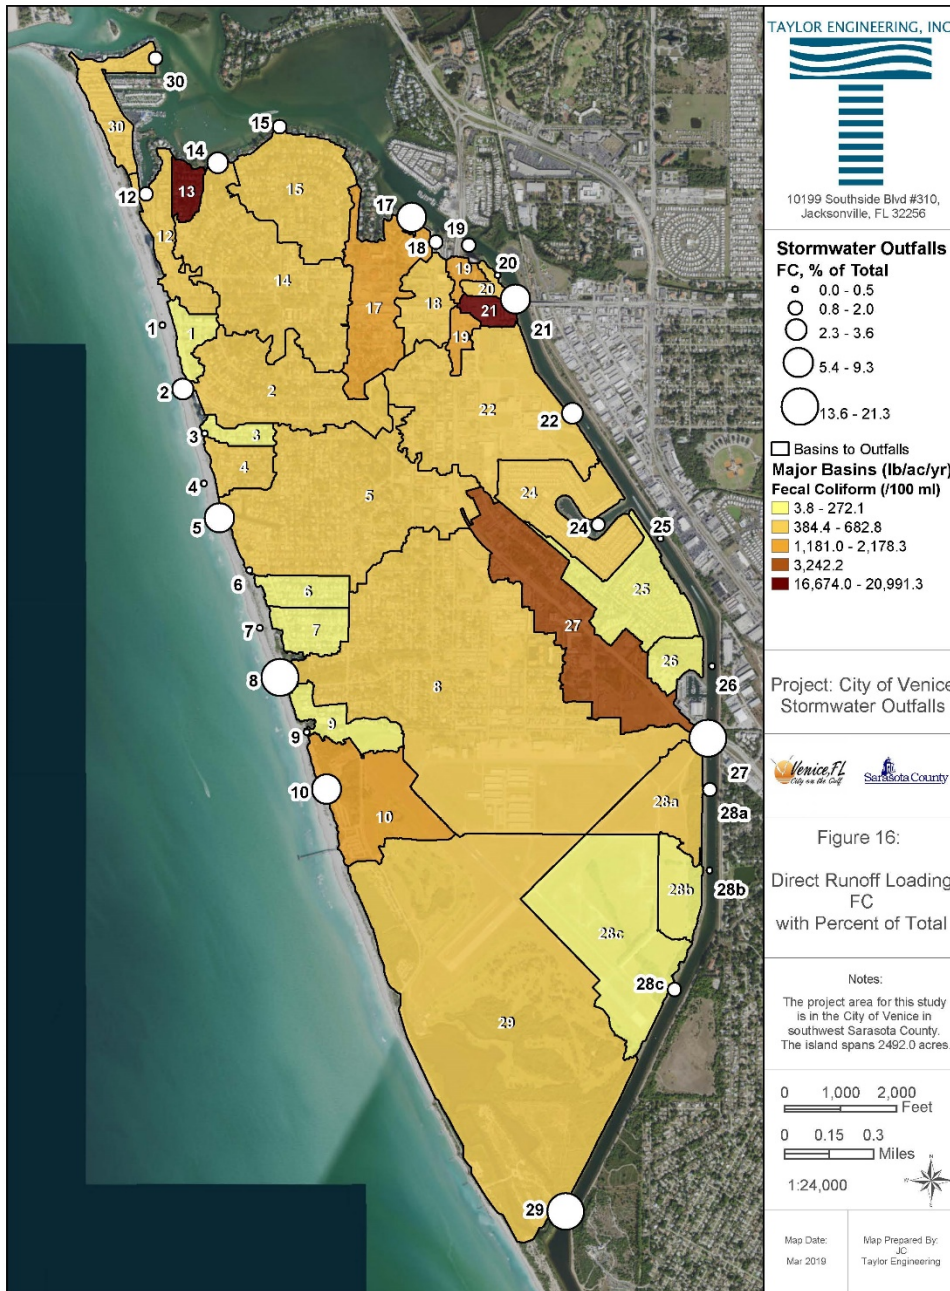 TAYLOR ENGINEERING, INC
10199 Southside Blvd #310,
Jacksonville, FL 32256
Stormwater Outfalls
FC, % of Total
0.0 - 0.5
0.8 - 2.0
2.3 - 3.6
5.4 - 9.3
13.6 - 21.3
Basins to Outfalls
Major Basins (lb/ac/yr)
Fecal Coliform (/100 ml)
3.8 - 272.1
384.4 - 682.8
1,181.0 - 2,178.3
3,242.2
16,674.0 - 20,991.3
Project: City of Venice
Stormwater Outfalls
Venice, FL
City on the Gulf
Sarasota County
Figure 16:
Direct Runoff Loading
FC
with Percent of Total
Notes:
The project area for this study
is in the City of Venice in
southwest Sarasota County.
The island spans 2492.0 acres.
0 1,000 2,000
Feet
0 0.15 0.3
Miles
1:24,000
Map Date:
Mar 2019
Map Prepared By:
JC
Taylor Engineering
30
30
15
14
13
15
12
12
17
19
18
20
14
19
20
17
18
21
21
1
1
19
2
2
22
22
3
3
4
4
5
5
24
24
25
6
6
25
7
7
27
26
26
8
8
9
9
27
10
10
28a
28a
28b
28b
28c
28c
29
29